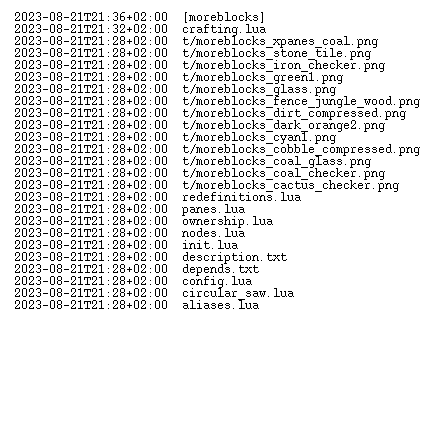 2023-08-21T21:36+02:00 [moreblocks]
2023-08-21T21:32+02:00 crafting.lua
2023-08-21T21:28+02:00 t/moreblocks_xpanes_coal.png
2023-08-21T21:28+02:00 t/moreblocks_stone_tile.png
2023-08-21T21:28+02:00 t/moreblocks_iron_checker.png
2023-08-21T21:28+02:00 t/moreblocks_green1.png
2023-08-21T21:28+02:00 t/moreblocks_glass.png
2023-08-21T21:28+02:00 t/moreblocks_fence_jungle_wood.png
2023-08-21T21:28+02:00 t/moreblocks_dirt_compressed.png
2023-08-21T21:28+02:00 t/moreblocks_dark_orange2.png
2023-08-21T21:28+02:00 t/moreblocks_cyan1.png
2023-08-21T21:28+02:00 t/moreblocks_cobble_compressed.png
2023-08-21T21:28+02:00 t/moreblocks_coal_glass.png
2023-08-21T21:28+02:00 t/moreblocks_coal_checker.png
2023-08-21T21:28+02:00 t/moreblocks_cactus_checker.png
2023-08-21T21:28+02:00 redefinitions.lua
2023-08-21T21:28+02:00 panes.lua
2023-08-21T21:28+02:00 ownership.lua
2023-08-21T21:28+02:00 nodes.lua
2023-08-21T21:28+02:00 init.lua
2023-08-21T21:28+02:00 description.txt
2023-08-21T21:28+02:00 depends.txt
2023-08-21T21:28+02:00 config.lua
2023-08-21T21:28+02:00 circular_saw.lua
2023-08-21T21:28+02:00 aliases.lua